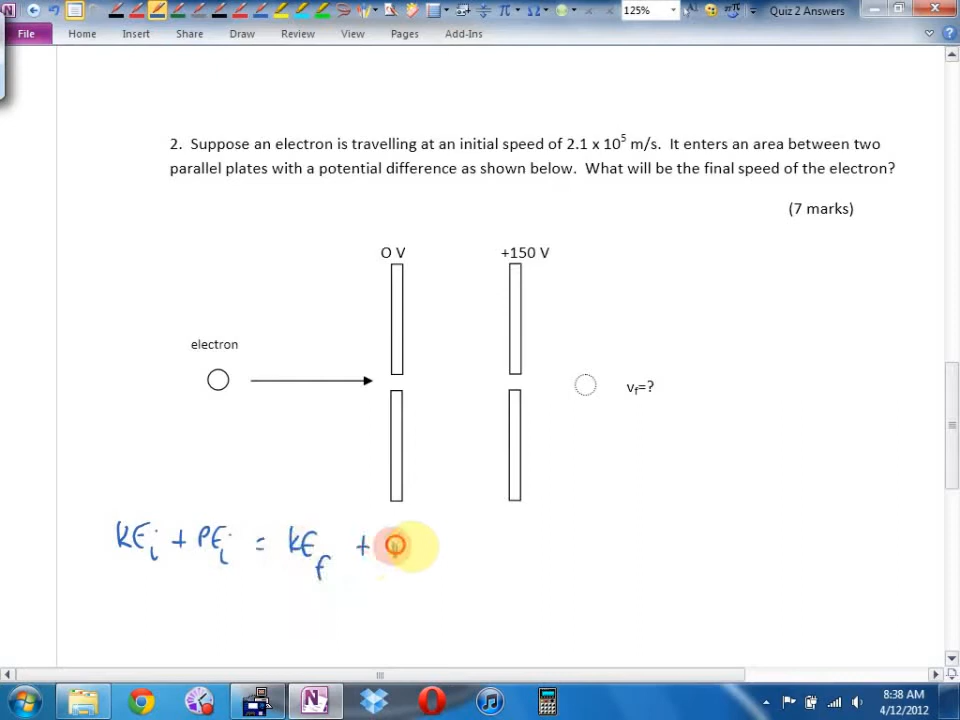 125%
Quiz 2 Answers
File Home Insert Share Draw Review View Pages Add-Ins
2. Suppose an electron is travelling at an initial speed of 2.1 x 10⁵ m/s. It enters an area between two
parallel plates with a potential difference as shown below. What will be the final speed of the electron?
(7 marks)
O V
+150 V
electron
vf=?
KEi + PEi = KEf +
8:38 AM
4/12/2012